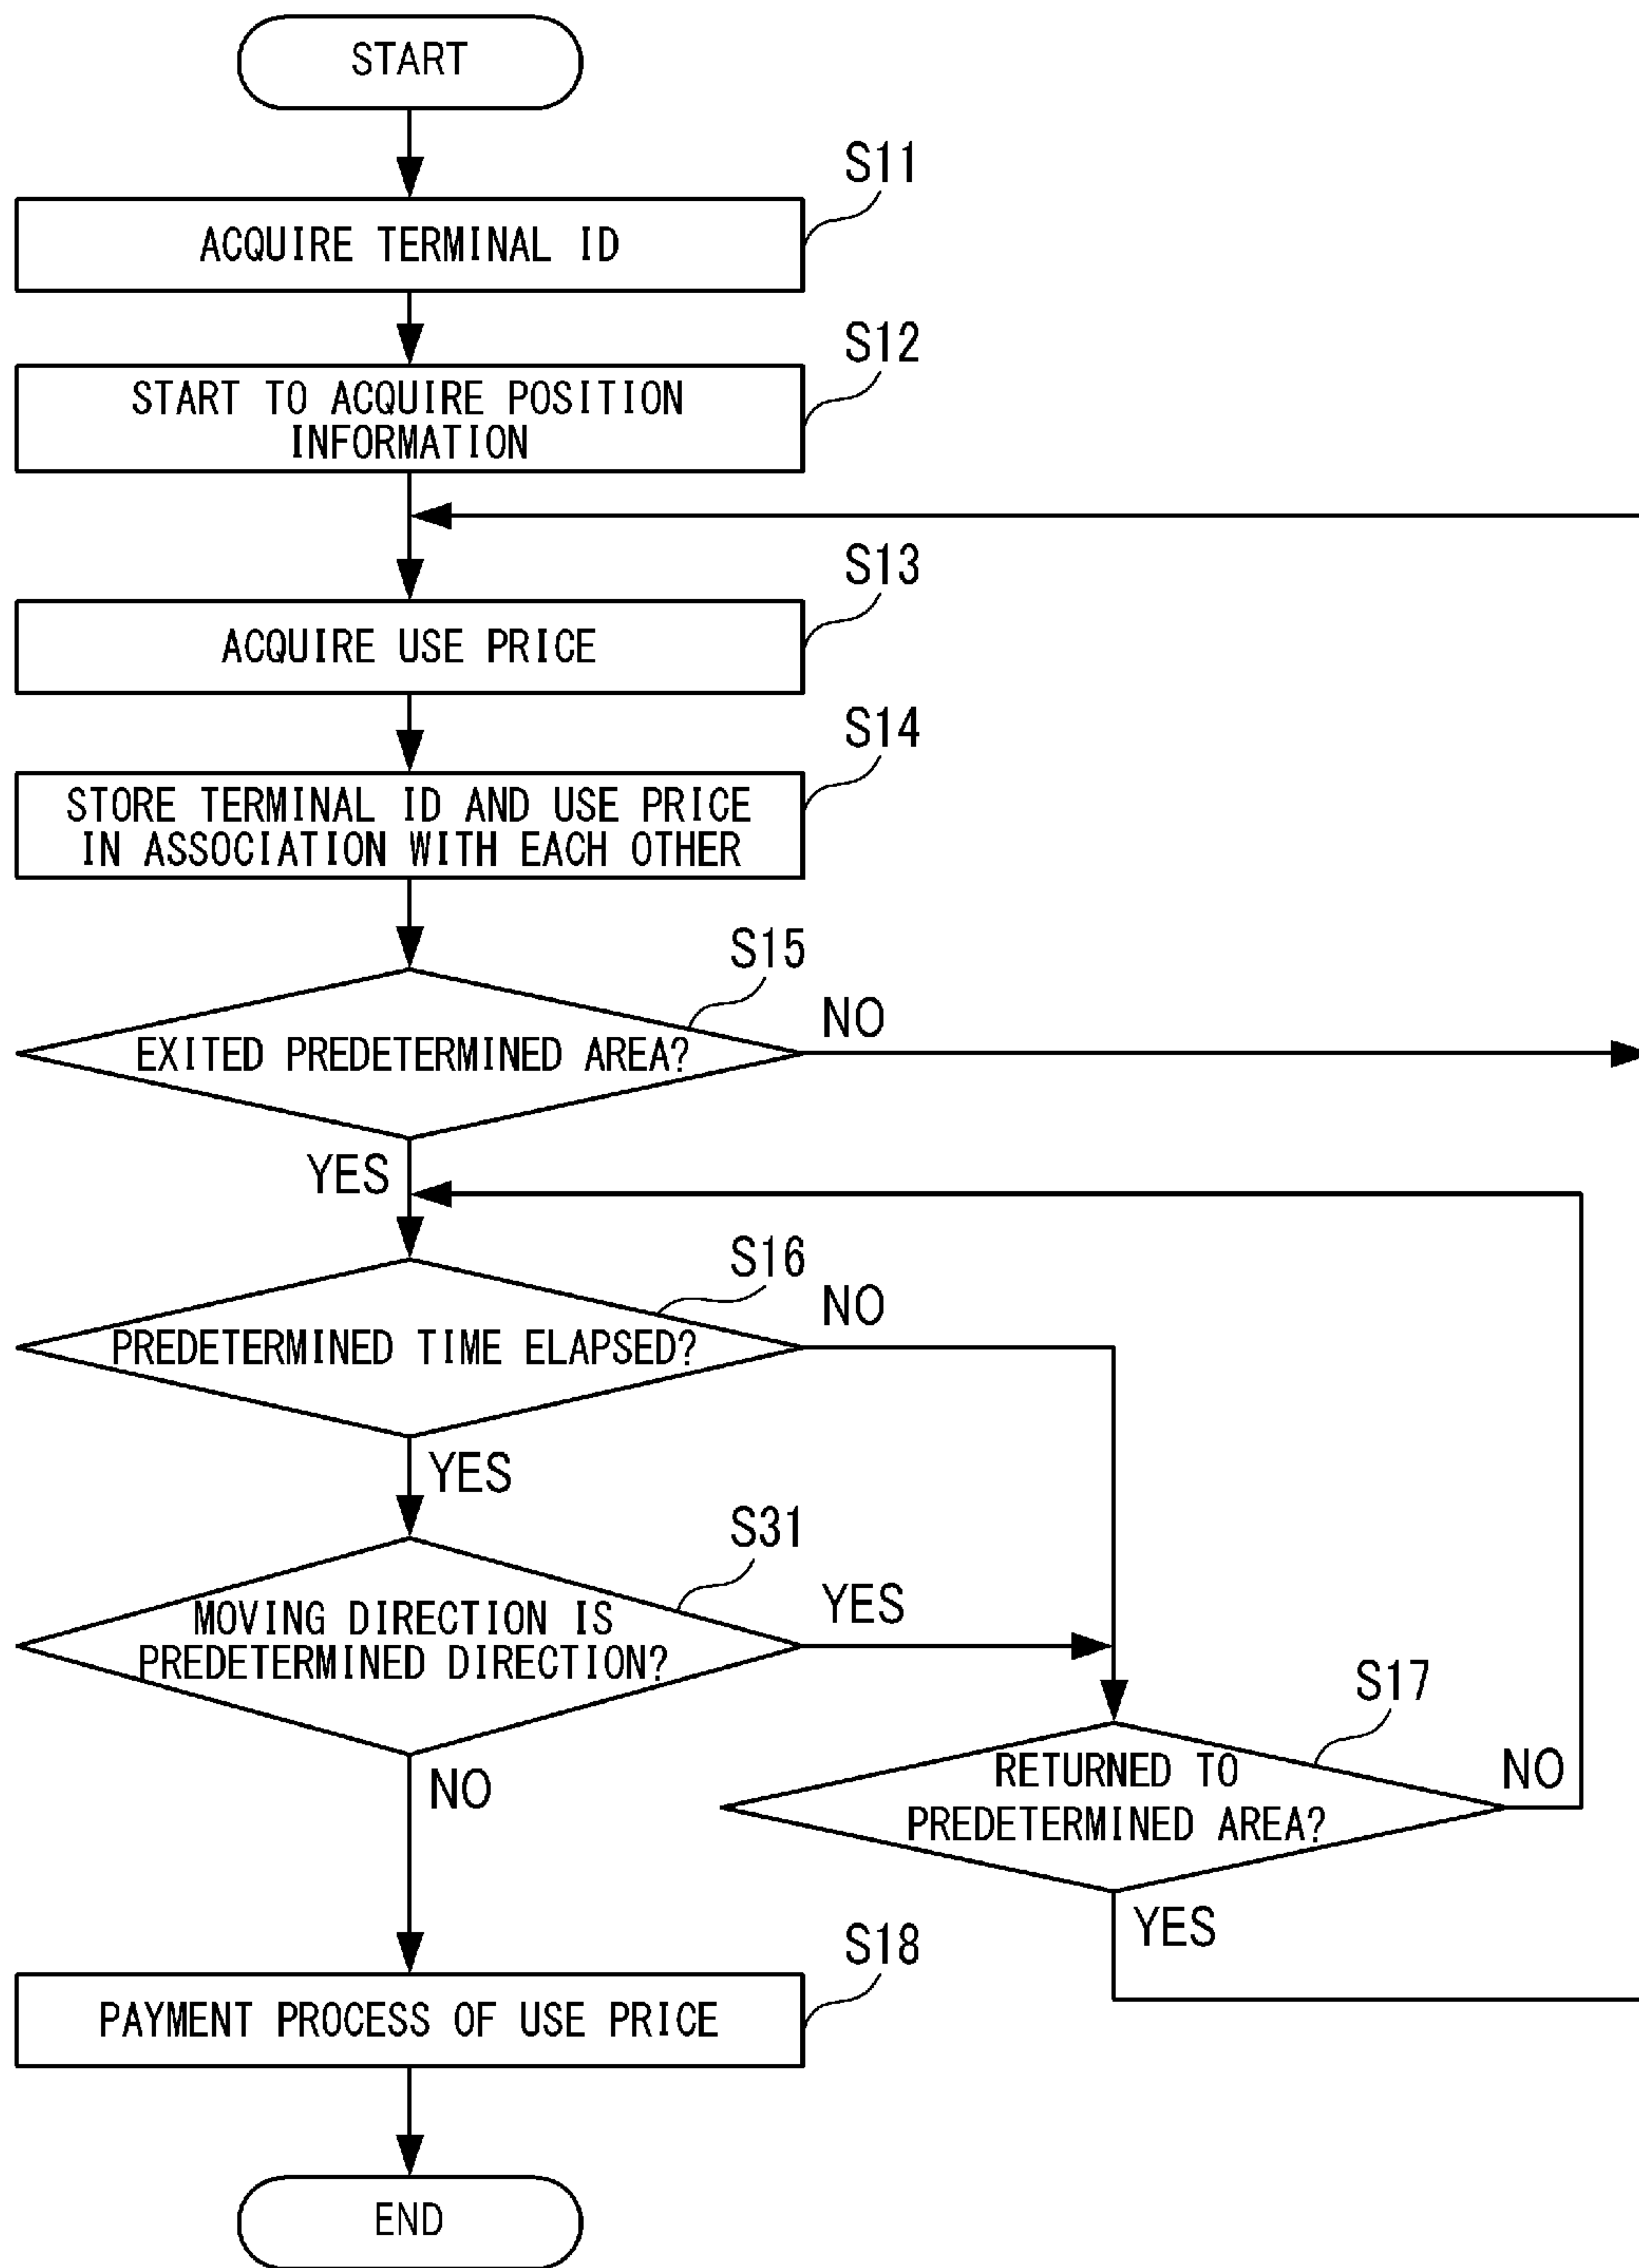 START
S11
ACQUIRE TERMINAL ID
S12
START TO ACQUIRE POSITION
INFORMATION
S13
ACQUIRE USE PRICE
S14
STORE TERMINAL ID AND USE PRICE
IN ASSOCIATION WITH EACH OTHER
S15
NO
EXITED PREDETERMINED AREA?
YES
S16
NO
PREDETERMINED TIME ELAPSED?
YES
S31
YES
MOVING DIRECTION IS
PREDETERMINED DIRECTION?
S17
NO
RETURNED TO
PREDETERMINED AREA?
NO
YES
S18
PAYMENT PROCESS OF USE PRICE
END